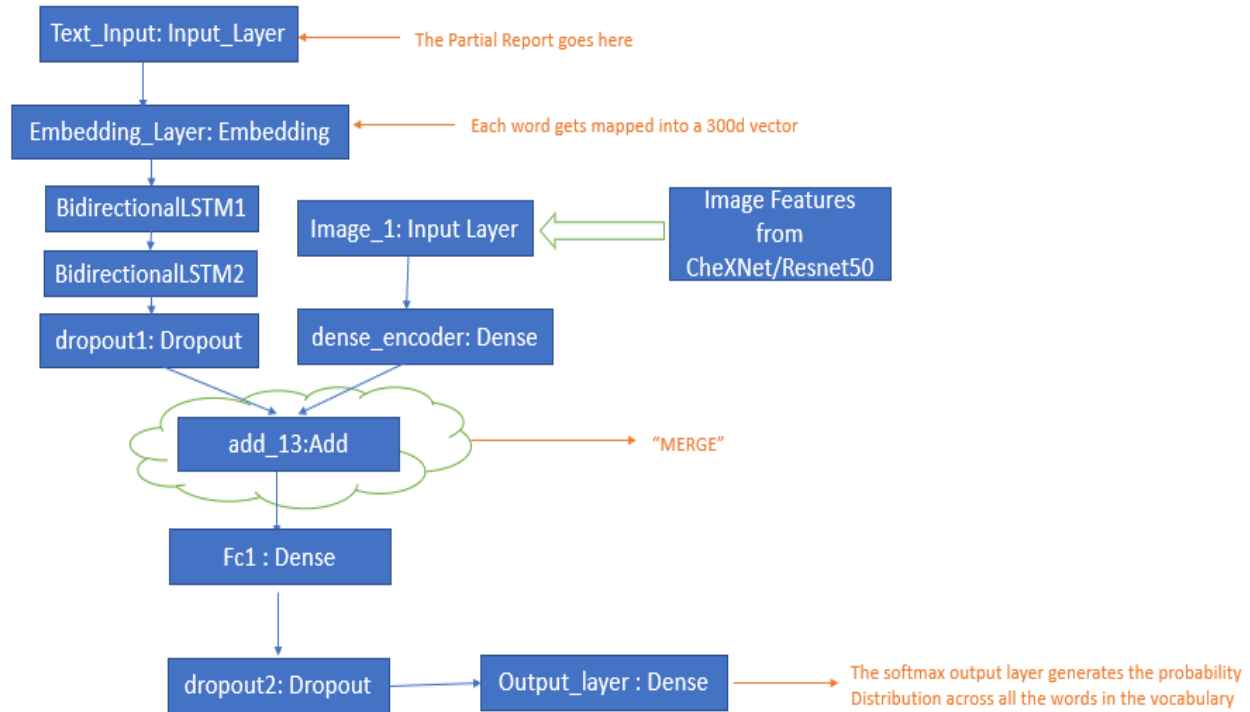 Text_Input: Input_Layer
The Partial Report goes here
Embedding_Layer: Embedding
Each word gets mapped into a 300d vector
BidirectionalLSTM1
Image_1: Input Layer
Image Features
from
CheXNet/Resnet50
BidirectionalLSTM2
dropout1: Dropout
dense_encoder: Dense
add_13:Add
“MERGE”
Fc1 : Dense
dropout2: Dropout
Output_layer : Dense
The softmax output layer generates the probability
Distribution across all the words in the vocabulary